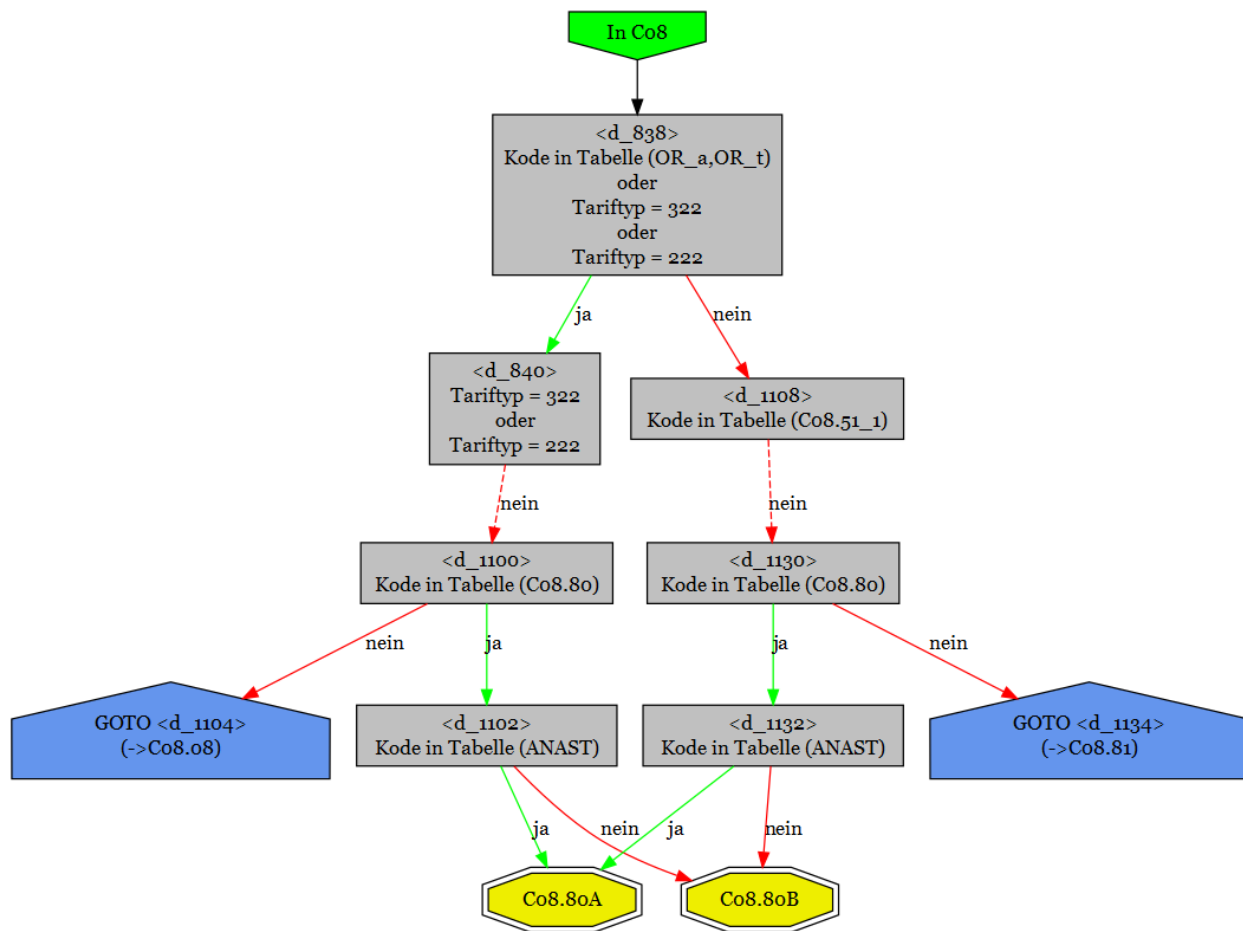 In C08
<d_838>
Kode in Tabelle (OR_a,OR_t)
oder
Tariftyp = 322
oder
Tariftyp = 222
ja
nein
<d_840>
Tariftyp = 322
oder
Tariftyp = 222
<d_1108>
Kode in Tabelle (C08.51_1)
nein
nein
<d_1100>
Kode in Tabelle (C08.80)
<d_1130>
Kode in Tabelle (C08.80)
nein
ja
ja
nein
GOTO <d_1104>
(->C08.08)
<d_1102>
Kode in Tabelle (ANAST)
<d_1132>
Kode in Tabelle (ANAST)
GOTO <d_1134>
(->C08.81)
ja
nein
ja
nein
C08.80A
C08.80B